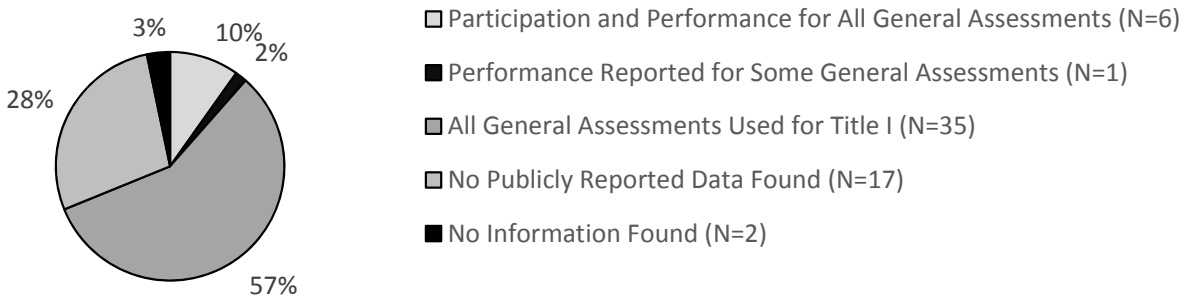 3%
10%
2%
28%
57%
Participation and Performance for All General Assessments (N=6)
Performance Reported for Some General Assessments (N=1)
All General Assessments Used for Title I (N=35)
No Publicly Reported Data Found (N=17)
No Information Found (N=2)